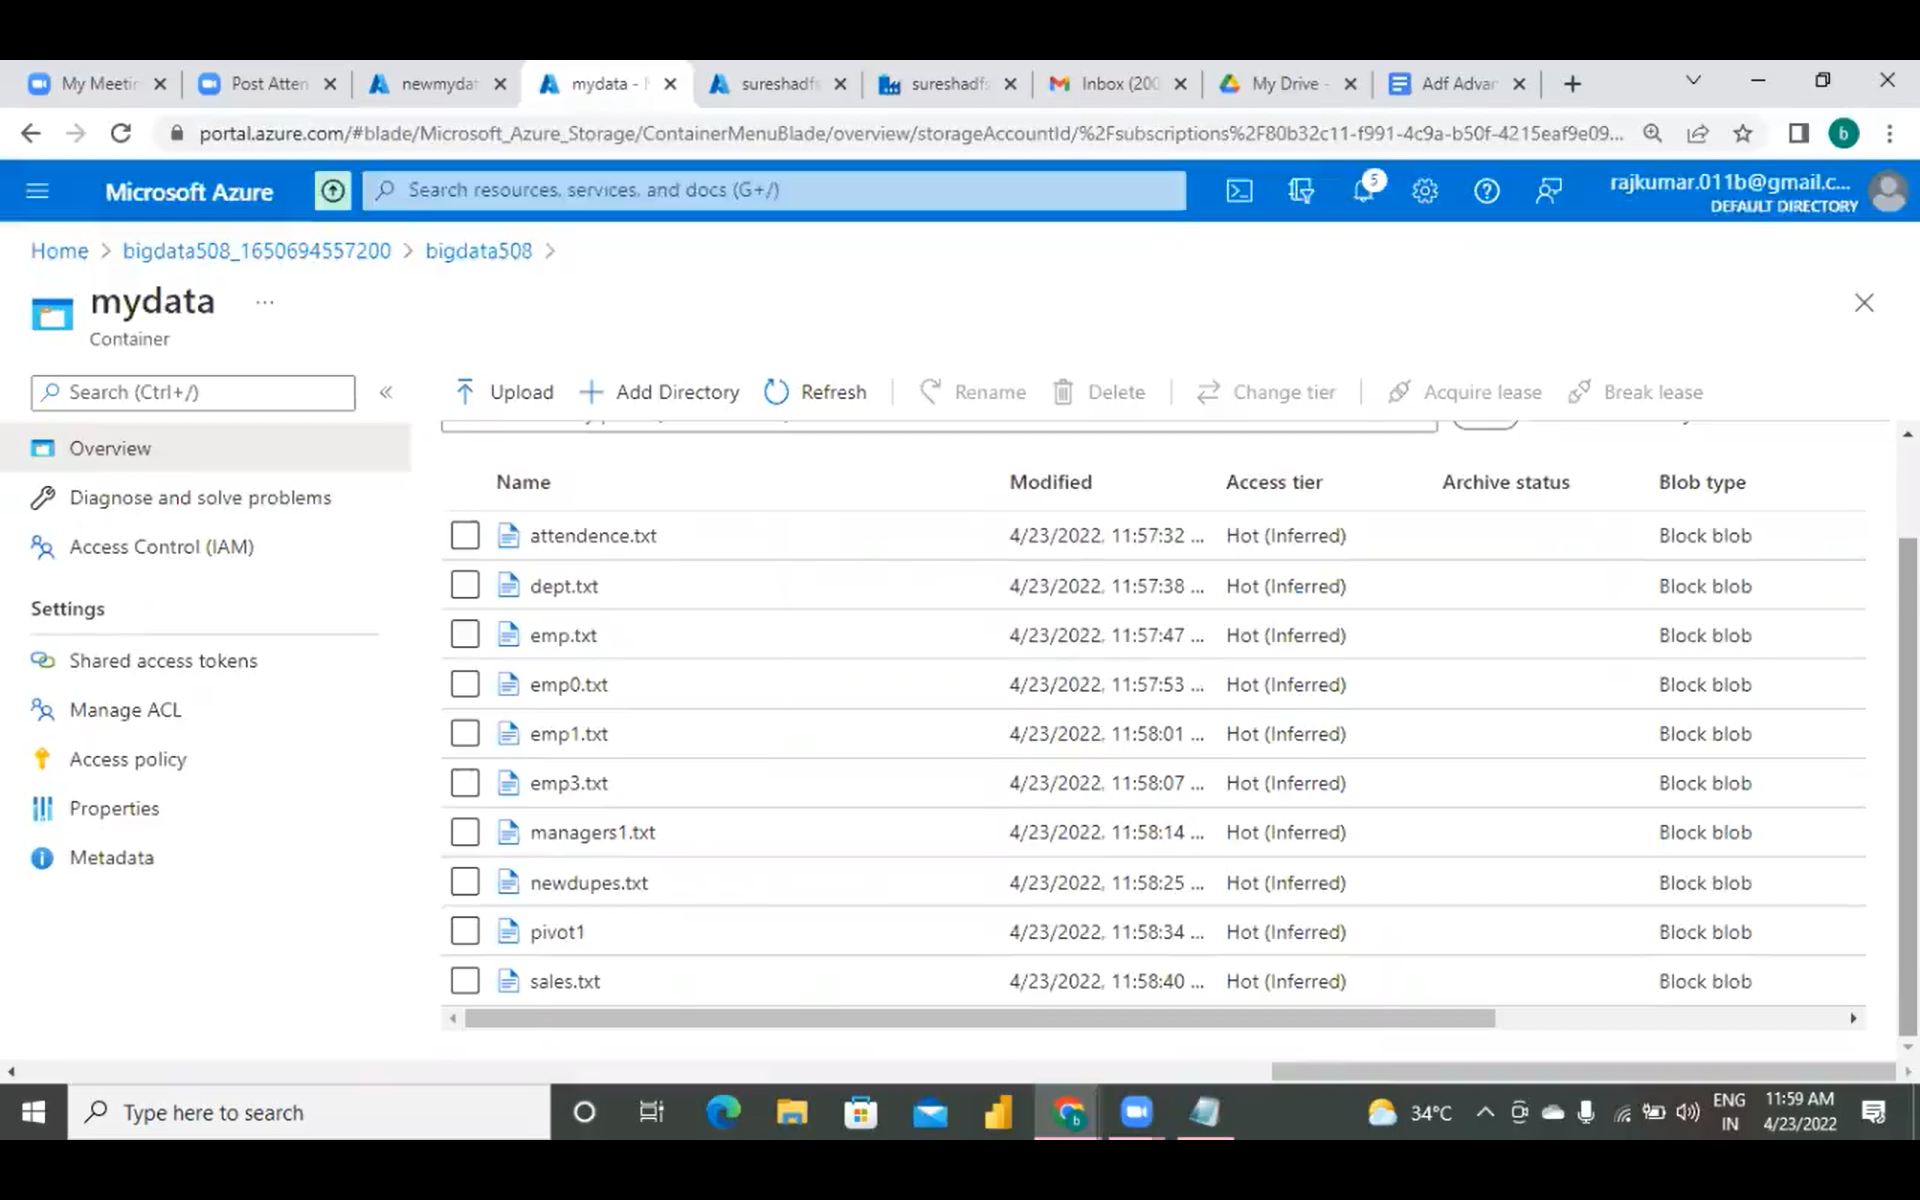 My Meetin
Post Atten
newmydat
mydata -
sureshadf
sureshadf
Inbox (200
My Drive -
Adf Advan
portal.azure.com/#blade/Microsoft_Azure_Storage/ContainerMenuBlade/overview/storageAccountId/%2Fsubscriptions%2F80b32c11-f991-4c9a-b50f-4215eaf9e09...
b
Microsoft Azure
Search resources, services, and docs (G+/)
5
rajkumar.011b@gmail.c...
DEFAULT DIRECTORY
Home > bigdata508_1650694557200 > bigdata508 >
mydata ...
Container
Search (Ctrl+/)
«
Upload
Add Directory
Refresh
Rename
Delete
Change tier
Acquire lease
Break lease
Overview
Diagnose and solve problems
Access Control (IAM)
Settings
Shared access tokens
Manage ACL
Access policy
Properties
Metadata
Name Modified Access tier Archive status Blob type
attendence.txt 4/23/2022, 11:57:32 ... Hot (Inferred) Block blob
dept.txt 4/23/2022, 11:57:38 ... Hot (Inferred) Block blob
emp.txt 4/23/2022, 11:57:47 ... Hot (Inferred) Block blob
emp0.txt 4/23/2022, 11:57:53 ... Hot (Inferred) Block blob
emp1.txt 4/23/2022, 11:58:01 ... Hot (Inferred) Block blob
emp3.txt 4/23/2022, 11:58:07 ... Hot (Inferred) Block blob
managers1.txt 4/23/2022, 11:58:14 ... Hot (Inferred) Block blob
newdupes.txt 4/23/2022, 11:58:25 ... Hot (Inferred) Block blob
pivot1 4/23/2022, 11:58:34 ... Hot (Inferred) Block blob
sales.txt 4/23/2022, 11:58:40 ... Hot (Inferred) Block blob
Type here to search
34°C
ENG
IN
11:59 AM
4/23/2022